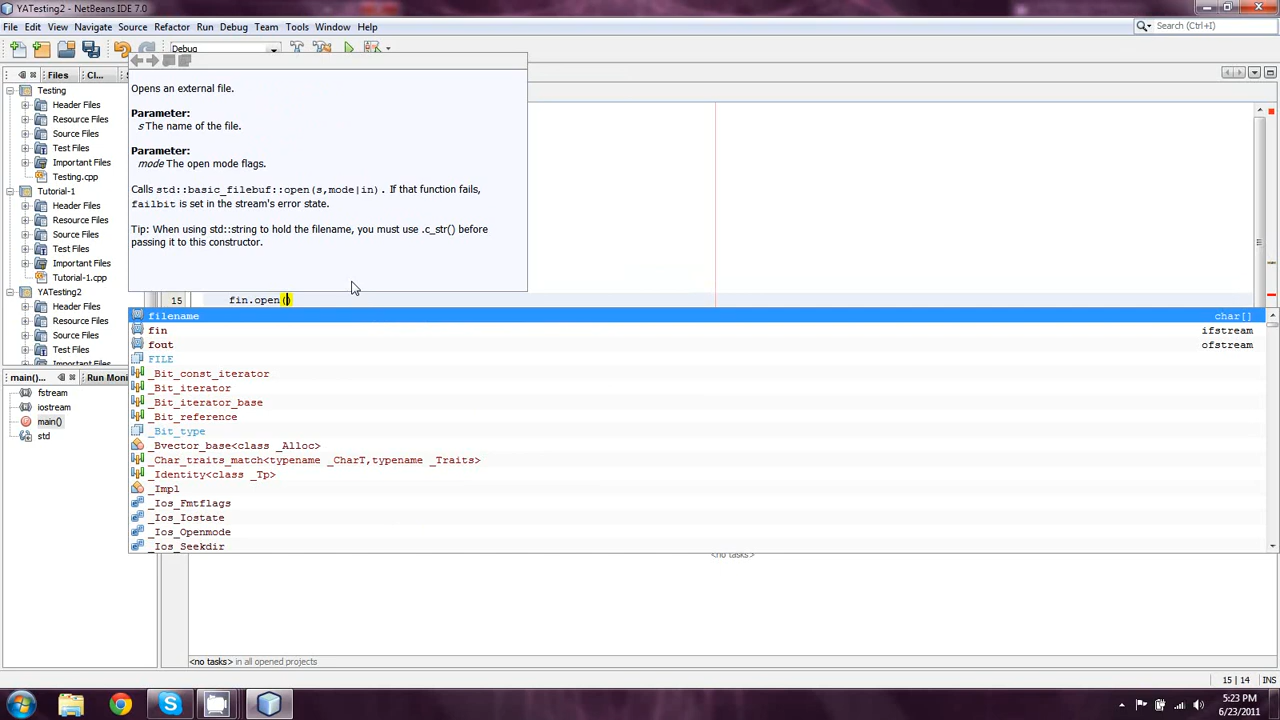 YATesting2 - NetBeans IDE 7.0
File Edit View Navigate Source Refactor Run Debug Team Tools Window Help
Search (Ctrl+I)
Debug
Files Cl...
Testing
Header Files
Resource Files
Source Files
Test Files
Important Files
Testing.cpp
Tutorial-1
Header Files
Resource Files
Source Files
Test Files
Important Files
Tutorial-1.cpp
YATesting2
Header Files
Resource Files
Source Files
Test Files
Important Files
main()... Run Moni
fstream
iostream
main()
std
Opens an external file.
Parameter:
s The name of the file.
Parameter:
mode The open mode flags.
Calls std::basic_filebuf::open(s,mode|in). If that function fails,
failbit is set in the stream's error state.
Tip: When using std::string to hold the filename, you must use .c_str() before
passing it to this constructor.
15 fin.open()
filename char[]
fin ifstream
fout ofstream
FILE
_Bit_const_iterator
_Bit_iterator
_Bit_iterator_base
_Bit_reference
_Bit_type
_Bvector_base<class _Alloc>
_Char_traits_match<typename _CharT,typename _Traits>
_Identity<class _Tp>
_Impl
_Ios_Fmtflags
_Ios_Iostate
_Ios_Openmode
_Ios_Seekdir
<no tasks>
<no tasks> in all opened projects
15 | 14 INS
5:23 PM
6/23/2011